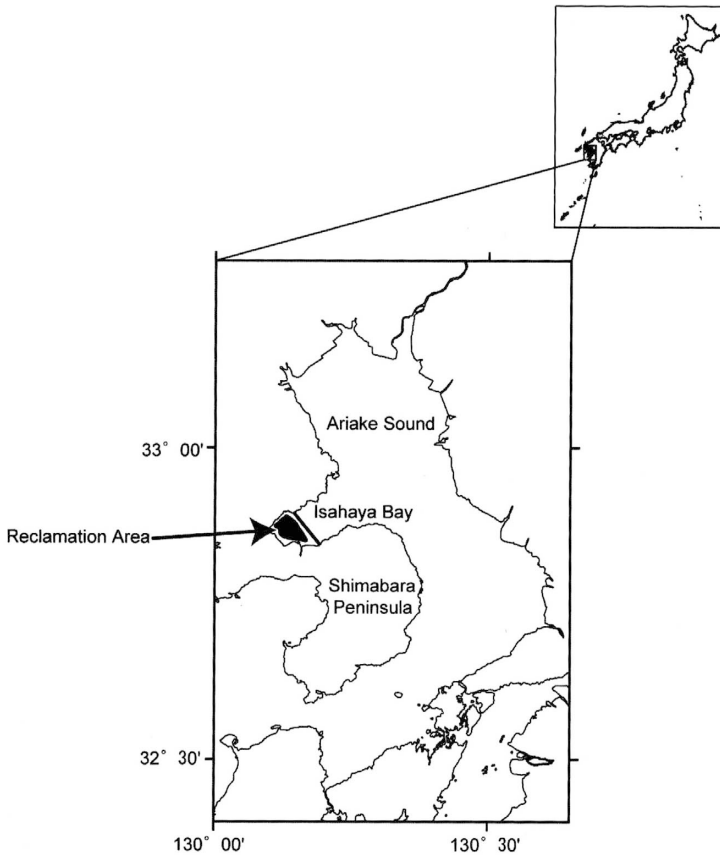 Ariake Sound
33° 00'
Isahaya Bay
Reclamation Area
Shimabara
Peninsula
32° 30'
130° 00'
130° 30'